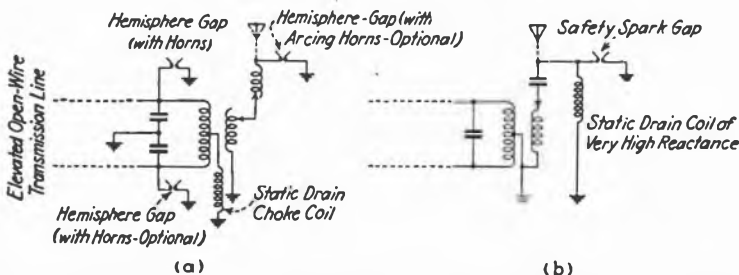 Hemisphere Gap
(with Horns)
Hemisphere-Gap (with
Arcing Horns-Optional)
Elevated Open-Wire
Transmission Line
Hemisphere Gap
(with Horns-Optional)
Static Drain
Choke Coil
(a)
Safety Spark Gap
Static Drain Coil of
Very High Reactance
(b)